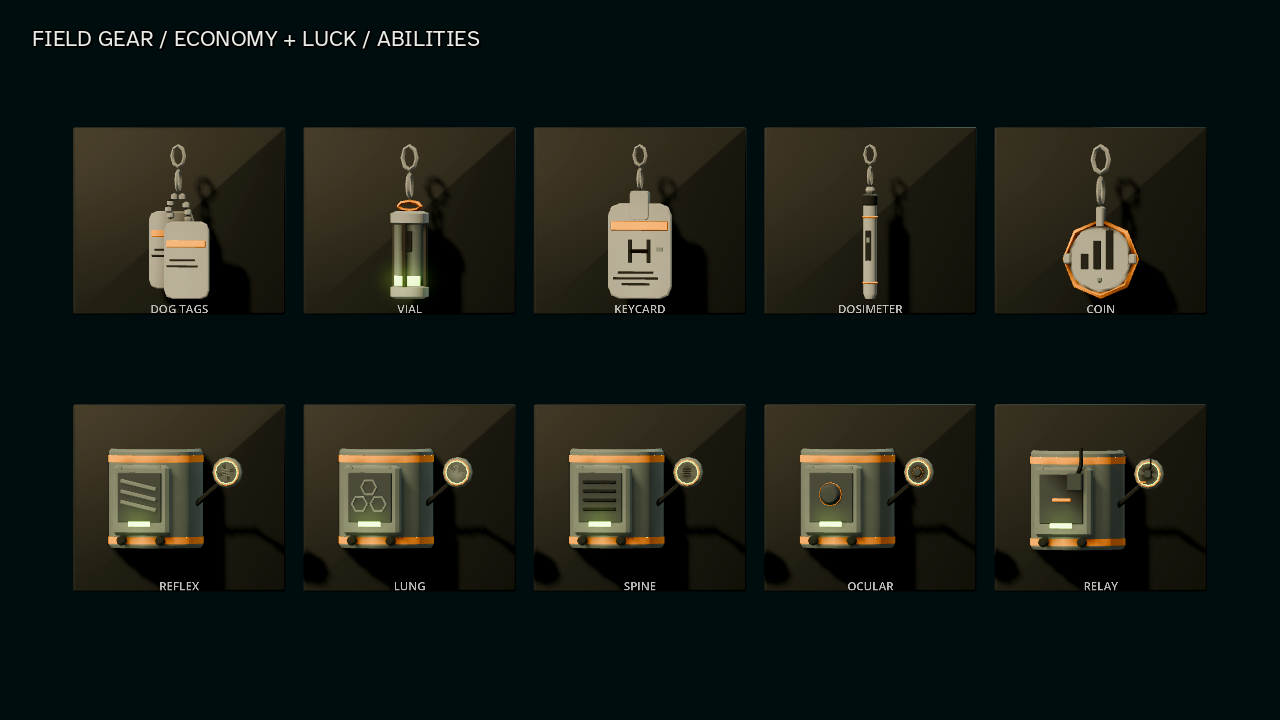 FIELD GEAR / ECONOMY + LUCK / ABILITIES
H
DOG TAGS
VIAL
KEYCARD
DOSIMETER
COIN
REFLEX
LUNG
SPINE
OCULAR
RELAY